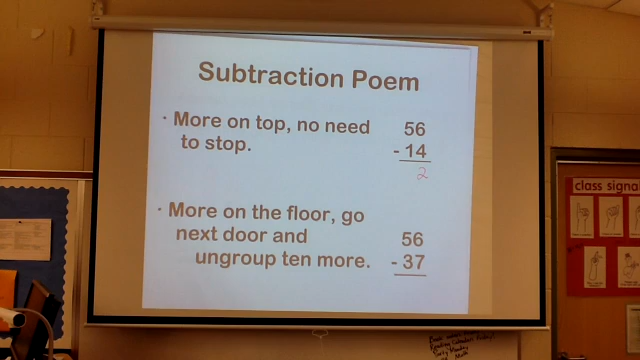 Subtraction Poem
· More on top, no need
to stop.
56
- 14
2
· More on the floor, go
next door and
ungroup ten more.
56
- 37
class signa